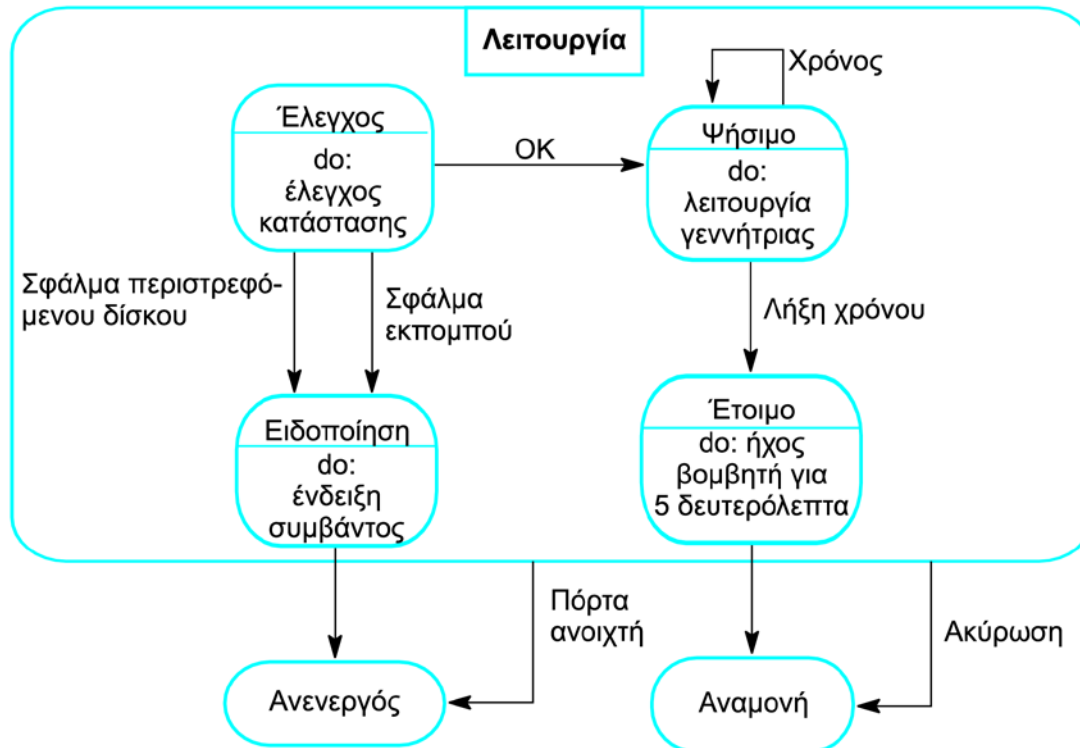 Λειτουργία
Χρόνος
Έλεγχος
do:
έλεγχος
κατάστασης
OK
Ψήσιμο
do:
λειτουργία
γεννήτριας
Σφάλμα περιστρεφό-
μενου δίσκου
Σφάλμα
εκπομπού
Λήξη χρόνου
Ειδοποίηση
do:
ένδειξη
συμβάντος
Έτοιμο
do: ήχος
βομβητή για
5 δευτερόλεπτα
Πόρτα
ανοιχτή
Ακύρωση
Ανενεργός
Αναμονή